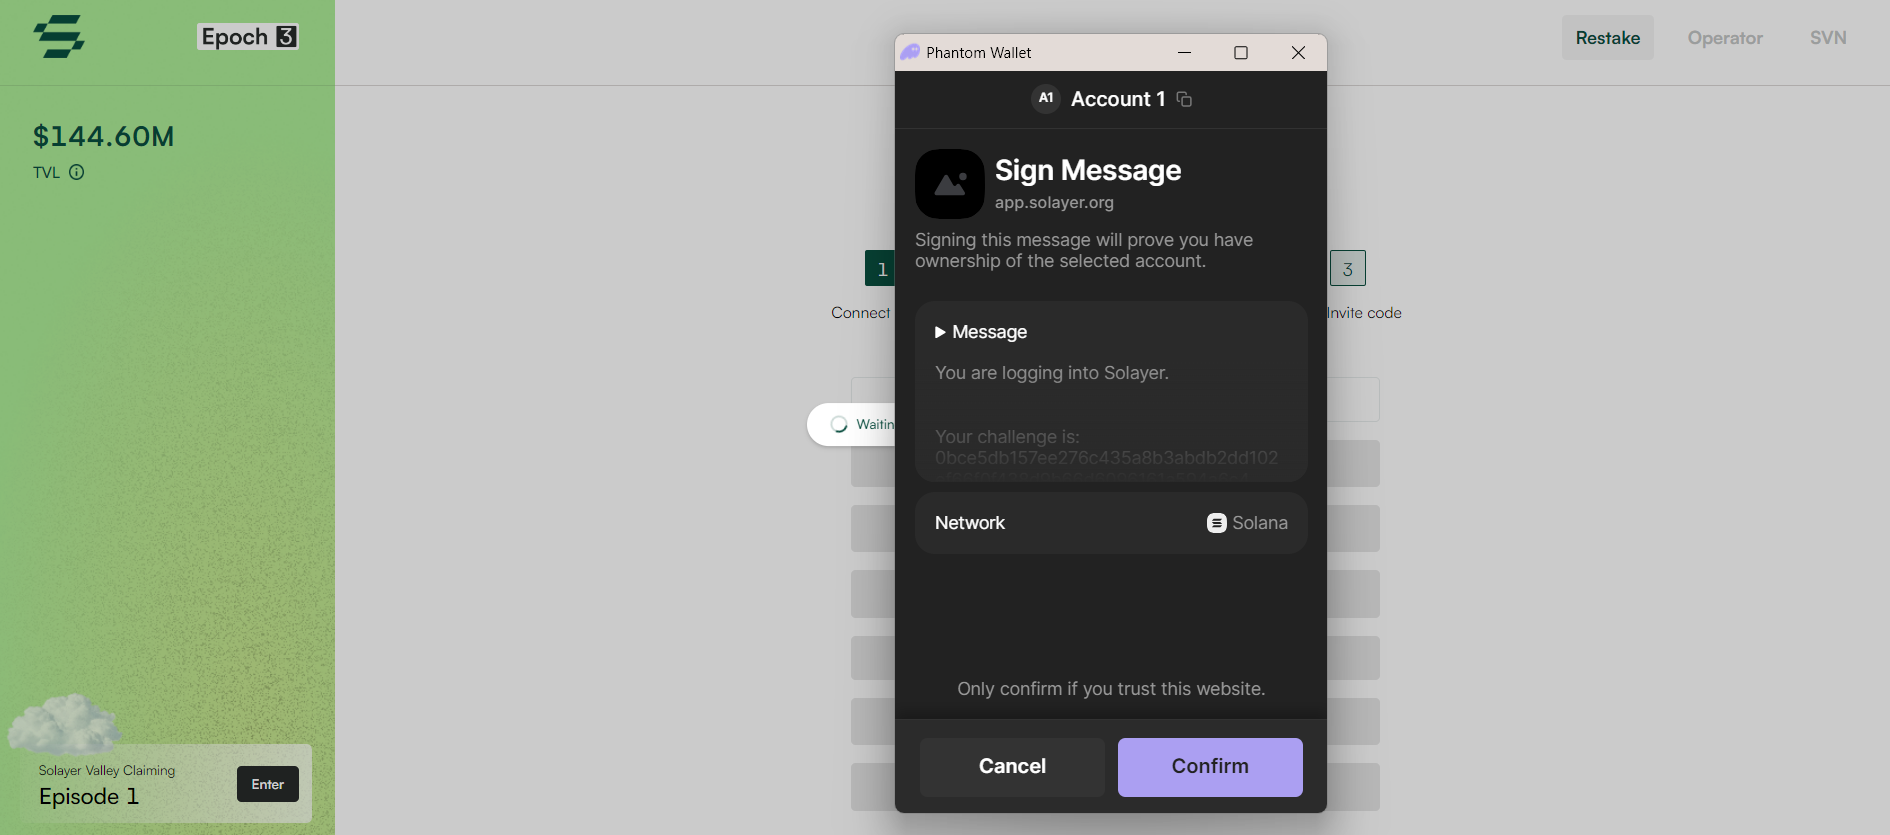 Epoch 3
Restake
Operator
SVN
$144.60M
TVL
Solayer Valley Claiming
Episode 1
Enter
1
Connect
3
Invite code
Phantom Wallet
A1
Account 1
Sign Message
app.solayer.org
Signing this message will prove you have
ownership of the selected account.
Message
You are logging into Solayer.
Your challenge is:
0bce5db157ee276c435a8b3abdb2dd102
Network
Solana
Only confirm if you trust this website.
Cancel
Confirm